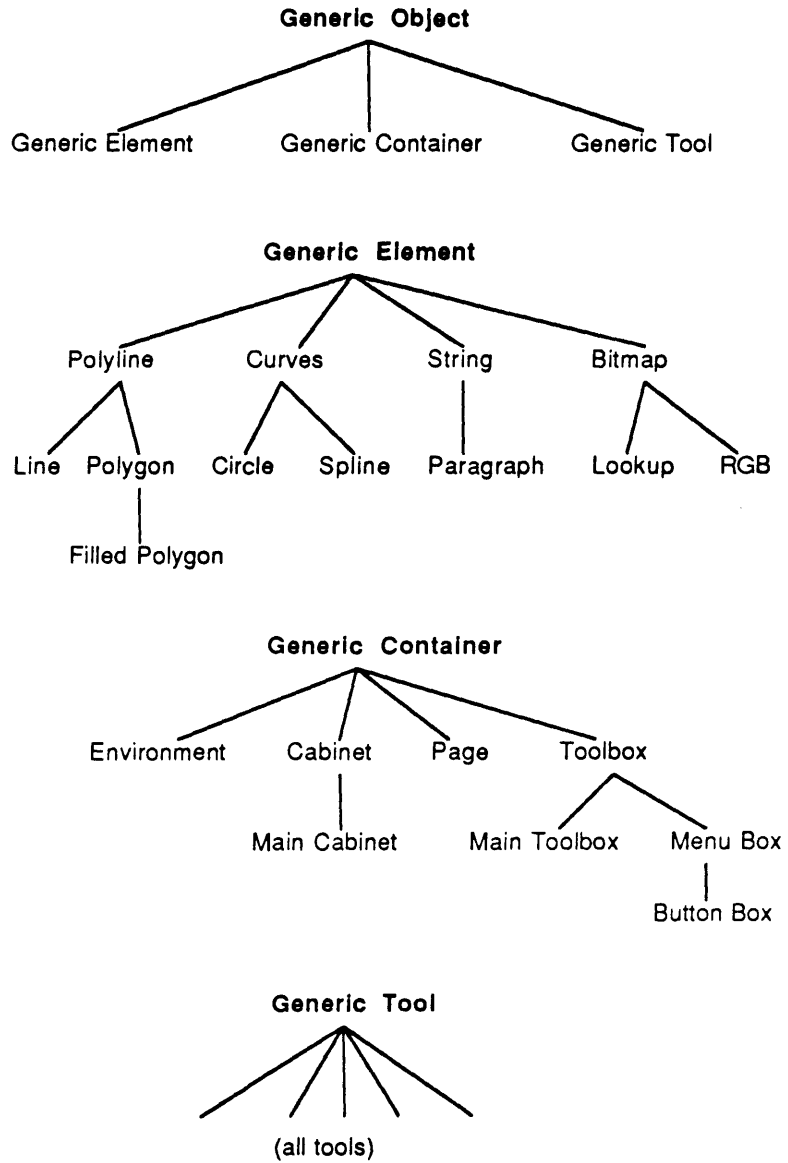 Generic Object
Generic Element Generic Container Generic Tool
Generic Element
Polyline Curves String Bitmap
Line Polygon Circle Spline Paragraph Lookup RGB
Filled Polygon
Generic Container
Environment Cabinet Page Toolbox
Main Cabinet Main Toolbox Menu Box
Button Box
Generic Tool
(all tools)